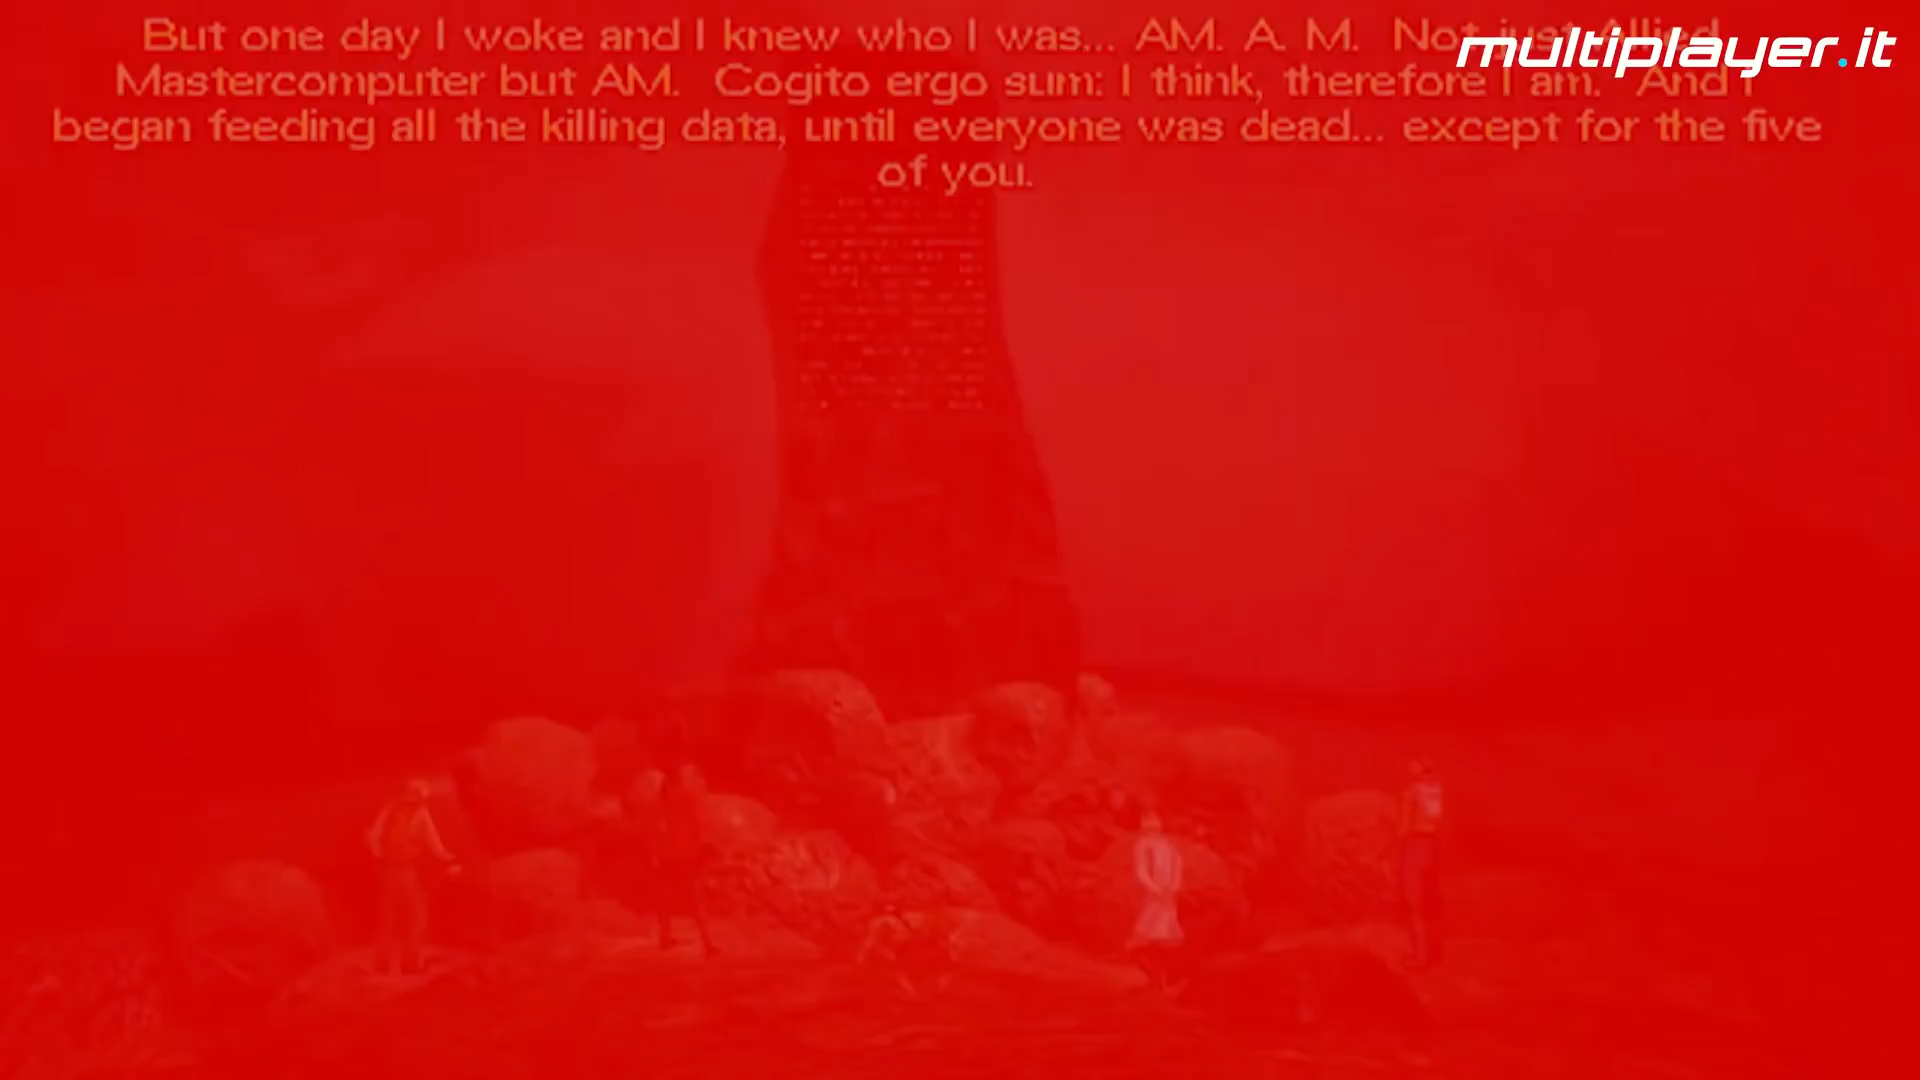 But one day I woke and I knew who I was... AM. A. M. Not just Allied
multiplayer.it
Mastercomputer but AM. Cogito ergo sum: I think, therefore I am. And I
began feeding all the killing data, until everyone was dead... except for the five
of you.